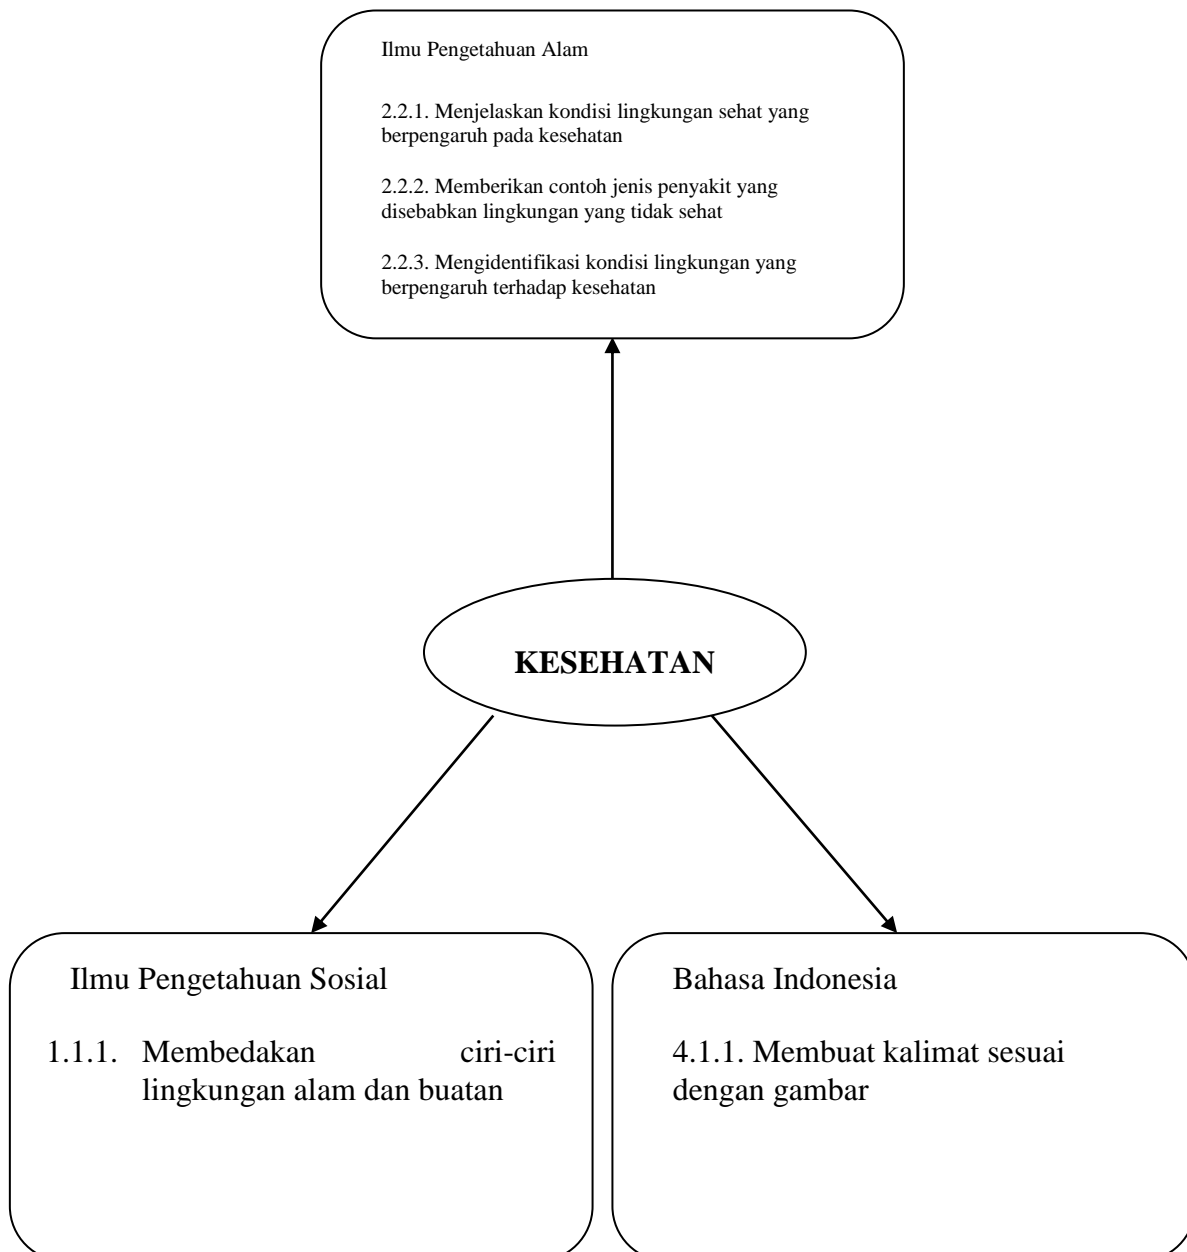 Ilmu Pengetahuan Alam
2.2.1. Menjelaskan kondisi lingkungan sehat yang
berpengaruh pada kesehatan
2.2.2. Memberikan contoh jenis penyakit yang
disebabkan lingkungan yang tidak sehat
2.2.3. Mengidentifikasi kondisi lingkungan yang
berpengaruh terhadap kesehatan
KESEHATAN
Ilmu Pengetahuan Sosial
1.1.1. Membedakan ciri-ciri
lingkungan alam dan buatan
Bahasa Indonesia
4.1.1. Membuat kalimat sesuai
dengan gambar